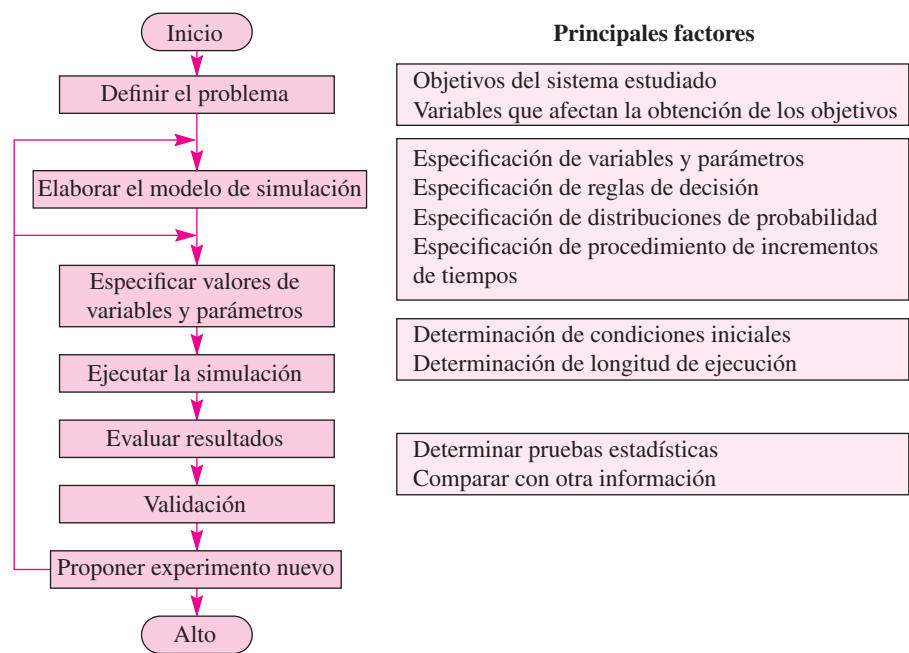 Inicio
Definir el problema
Elaborar el modelo de simulación
Especificar valores de
variables y parámetros
Ejecutar la simulación
Evaluar resultados
Validación
Proponer experimento nuevo
Alto
Principales factores
Objetivos del sistema estudiado
Variables que afectan la obtención de los objetivos
Especificación de variables y parámetros
Especificación de reglas de decisión
Especificación de distribuciones de probabilidad
Especificación de procedimiento de incrementos
de tiempos
Determinación de condiciones iniciales
Determinación de longitud de ejecución
Determinar pruebas estadísticas
Comparar con otra información